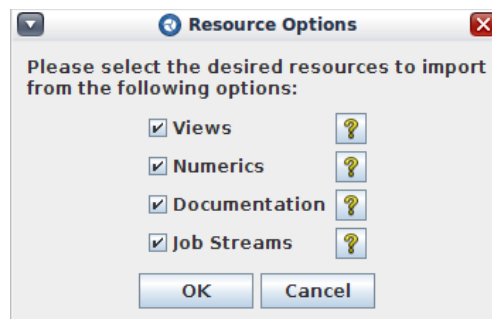 Resource Options
Please select the desired resources to import
from the following options:
Views
?
Numerics
?
Documentation
?
Job Streams
?
OK Cancel